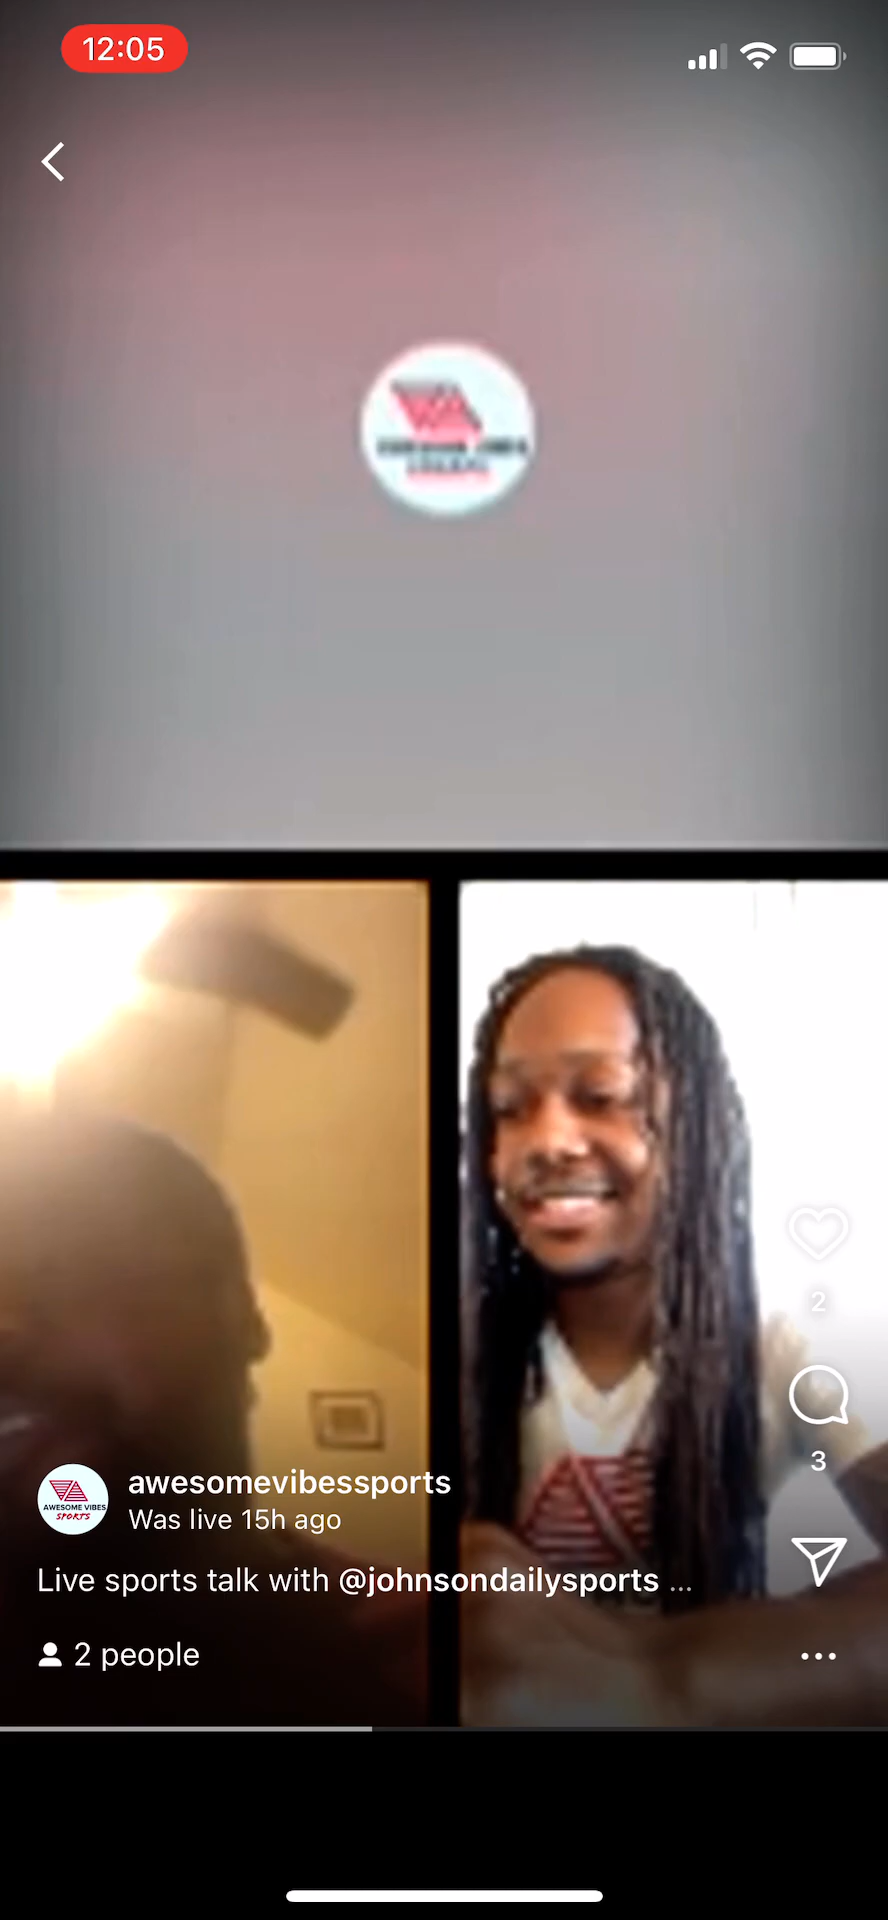 12:05
2
3
AWESOME VIBES
SPORTS
awesomevibessports
Was live 15h ago
Live sports talk with @johnsondailysports ...
2 people